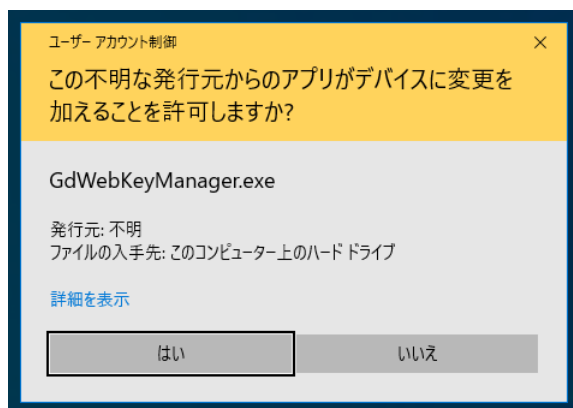 ユーザー アカウント制御
この不明な発行元からのアプリがデバイスに変更を
加えることを許可しますか?
GdWebKeyManager.exe
発行元: 不明
ファイルの入手先: このコンピューター上のハード ドライブ
詳細を表示
はい
いいえ